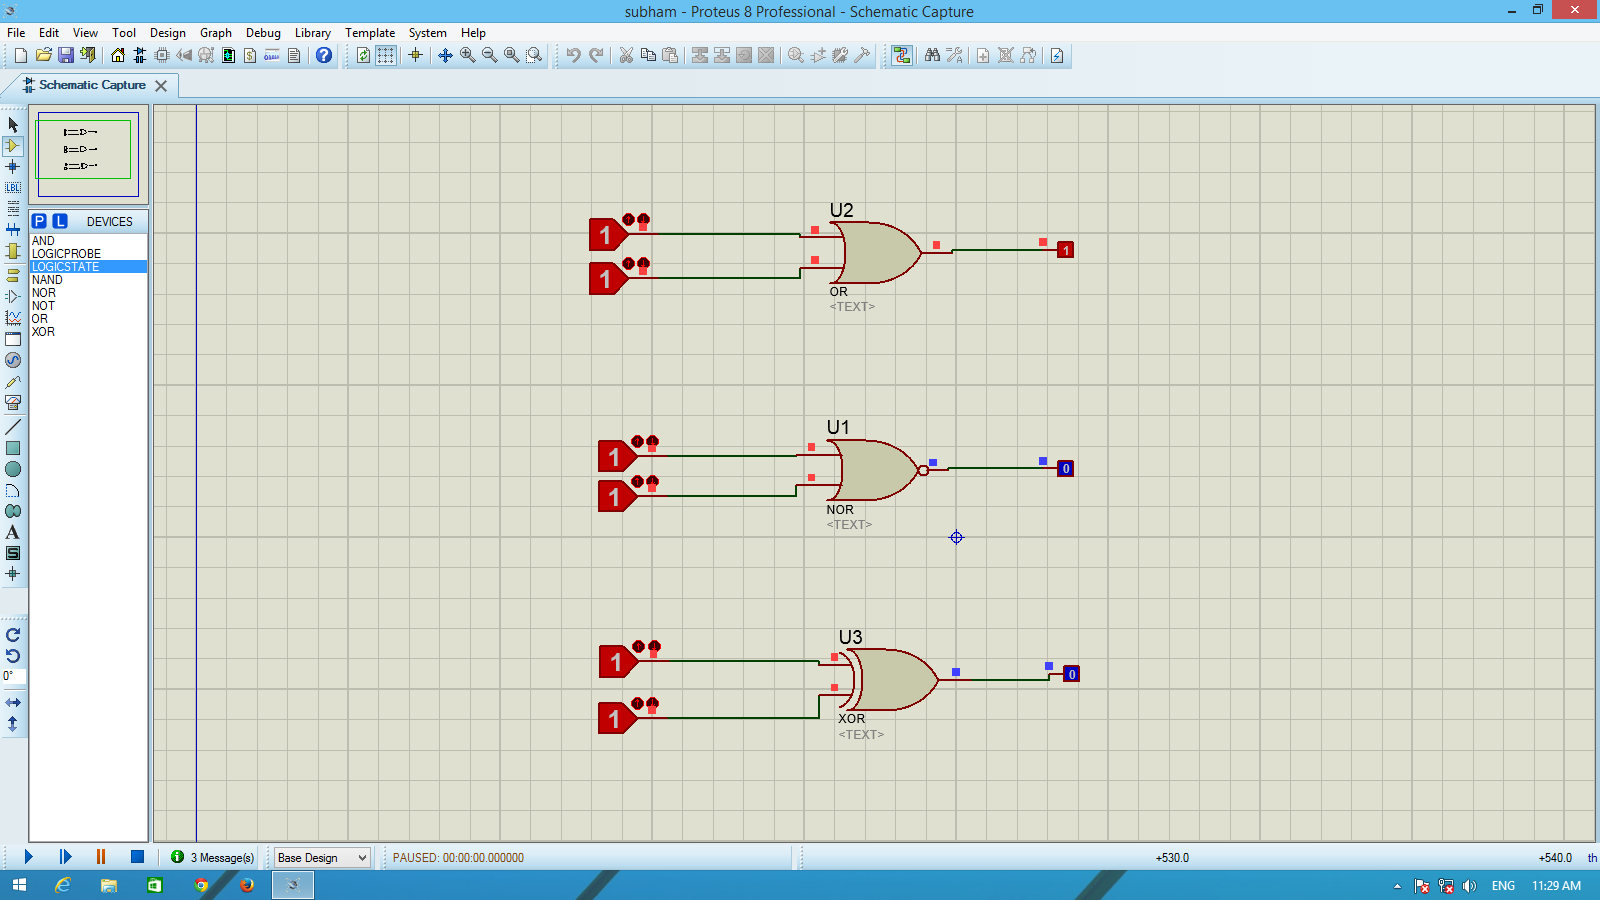 subham - Proteus 8 Professional - Schematic Capture
File Edit View Tool Design Graph Debug Library Template System Help
Schematic Capture
P L DEVICES
AND
LOGICPROBE
LOGICSTATE
NAND
NOR
NOT
OR
XOR
LBL
A
S
0°
U2
1
1
1
OR
<TEXT>
U1
1
1
0
NOR
<TEXT>
U3
1
1
0
XOR
<TEXT>
3 Message(s) Base Design PAUSED: 00:00:00.000000 +530.0 +540.0 th
ENG 11:29 AM